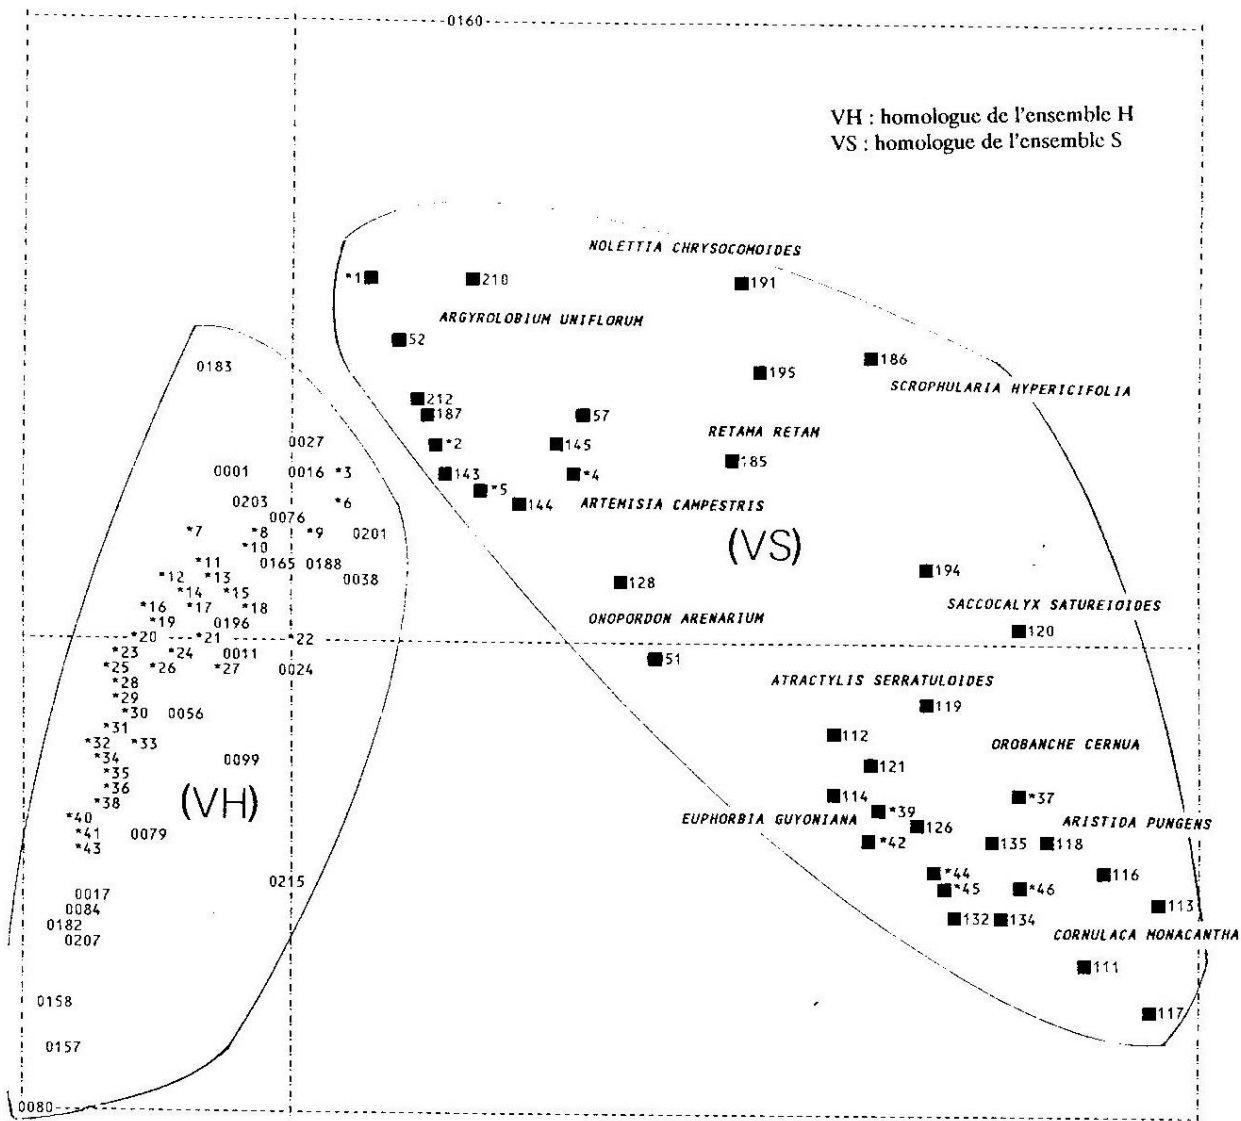 0160
VH : homologue de l'ensemble H
VS : homologue de l'ensemble S
NOLETTIA CHRYSOCOMOIDES
*1 210 191
ARGYROLOBIUM UNIFLORUM
52
186
0183 195
SCROPHULARIA HYPERICIFOLIA
212
187 57
RETAMA RETAM
0027 *2 145
185
0001 0016 *3 143 *4
*5
0203 *6 144 ARTEMISIA CAMPESTRIS
0076
*7 *8 *9 0201
*10 (VS)
*11 0165 0188
*12 *13 0038 128 194
*14 *15
*16 *17 *18 SACCOCALYX SATUREIOIDES
*19 0196 ONOPORDON ARENARIUM
*20 *21 *22 120
*23 *24 0011 51
*25 *26 *27 0024
*28 ATRACTYLIS SERRATULOIDES
*29
*30 0056 119
*31 112
*32 *33 OROBANCHE CERNUA
*34 0099 121
*35
*36 114 *37
*38 (VH) *39
*40 EUPHORBIA GUYONIANA 126 ARISTIDA PUNGENS
*41 0079 *42 135 118
*43
*44 116
0215 *45 *46
0017 113
0084 132 134
0182 CORNULACA MONACANTHA
0207
111
0158
117
0157
0080